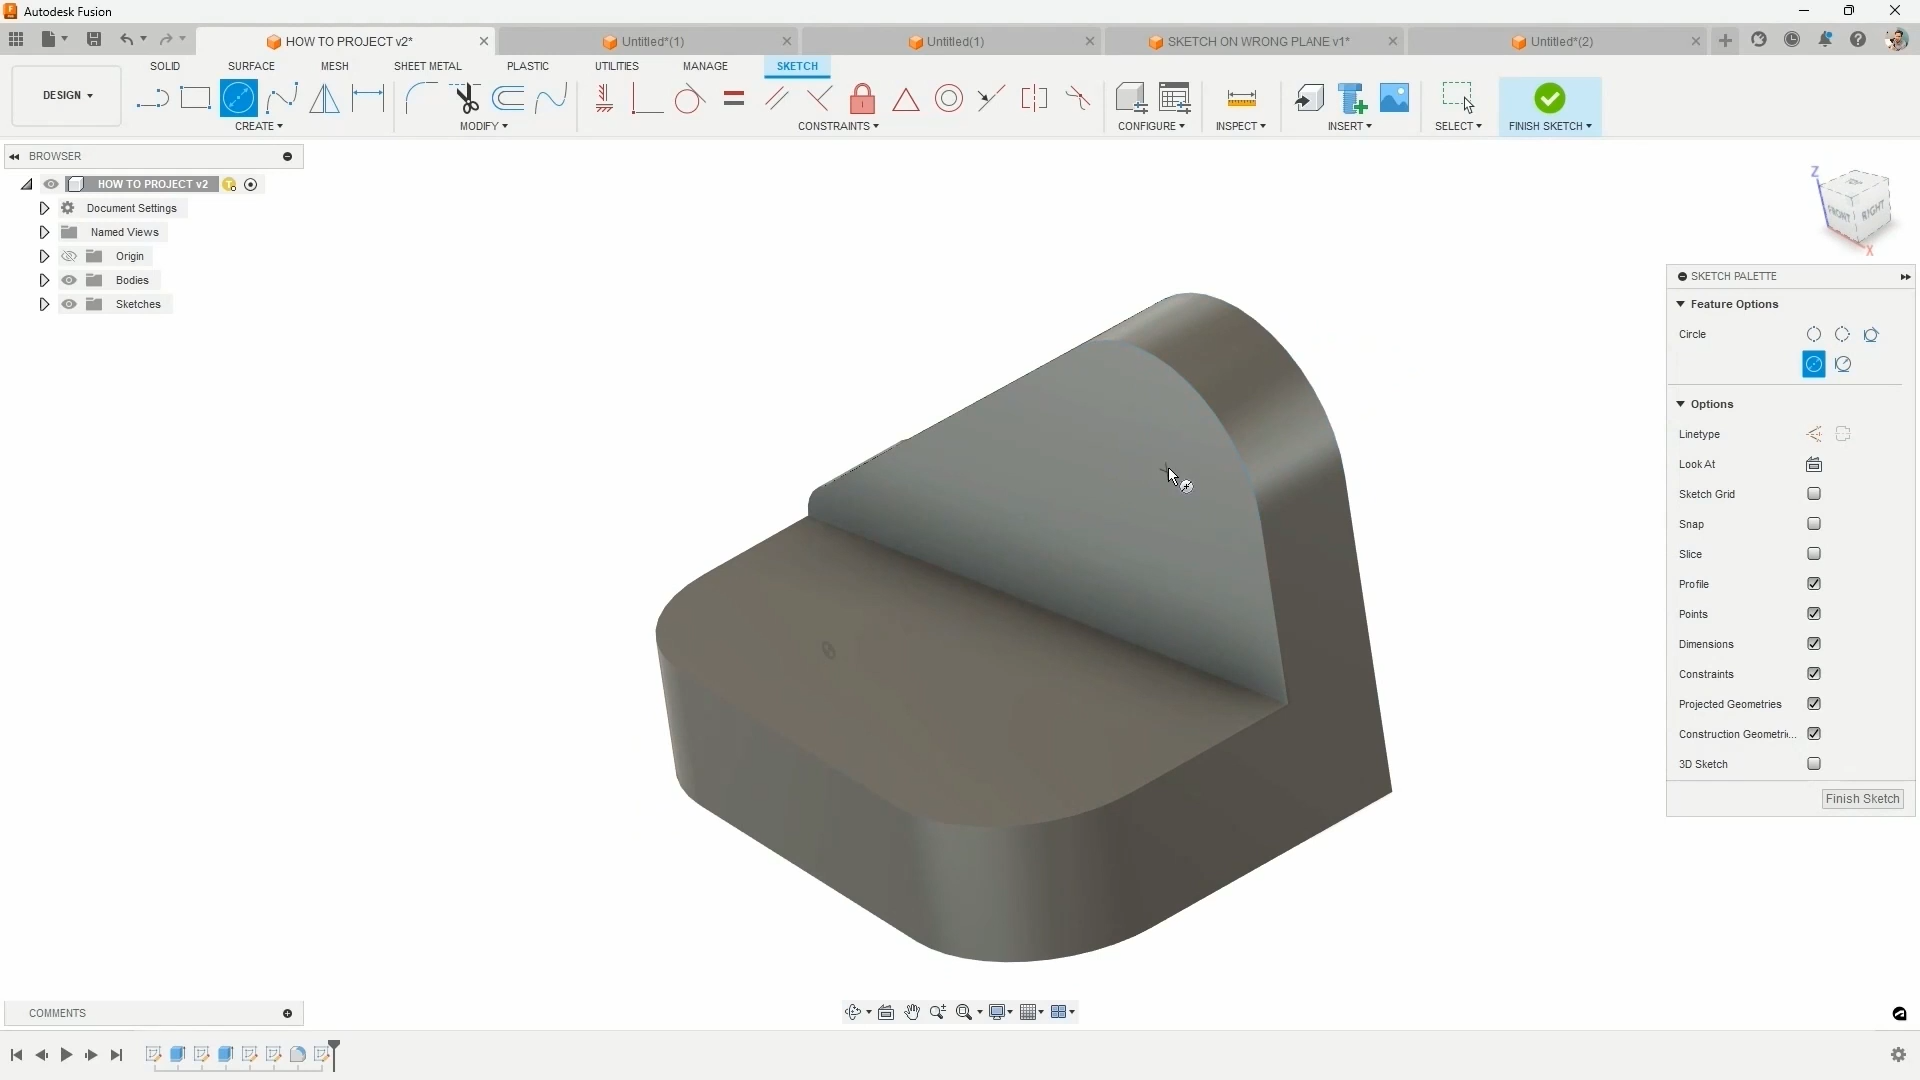 Autodesk Fusion
HOW TO PROJECT v2*
Untitled*(1)
Untitled(1)
SKETCH ON WRONG PLANE v1*
Untitled*(2)
SOLID
SURFACE
MESH
SHEET METAL
PLASTIC
UTILITIES
MANAGE
SKETCH
DESIGN
CREATE
MODIFY
CONSTRAINTS
CONFIGURE
INSPECT
INSERT
SELECT
FINISH SKETCH
BROWSER
HOW TO PROJECT v2
Document Settings
Named Views
Origin
Bodies
Sketches
Z
FRONT
RIGHT
X
SKETCH PALETTE
Feature Options
Circle
Options
Linetype
Look At
Sketch Grid
Snap
Slice
Profile
Points
Dimensions
Constraints
Projected Geometries
Construction Geometri...
3D Sketch
Finish Sketch
COMMENTS